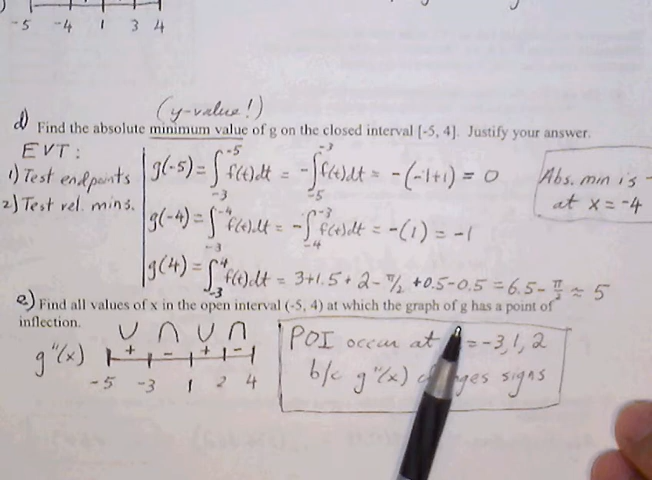 -5 -4 1 3 4
(y-value!)
d) Find the absolute minimum value of g on the closed interval [-5, 4]. Justify your answer.
EVT:
1) Test endpoints
2) Test rel. mins.
g(-5) = ∫_{-3}^{-5} f(t)dt = -∫_{-5}^{-3} f(t)dt = -(-1+1) = 0
g(-4) = ∫_{-3}^{-4} f(t)dt = -∫_{-4}^{-3} f(t)dt = -(1) = -1
g(4) = ∫_{-3}^{4} f(t)dt = 3+1.5+2-π/2 +0.5-0.5 = 6.5-π/2 ≈ 5
Abs. min is -
at x = -4
e) Find all values of x in the open interval (-5, 4) at which the graph of g has a point of
inflection.
g"(x) + - + -
-5 -3 1 2 4
POI occur at = -3, 1, 2
b/c g"(x) signs